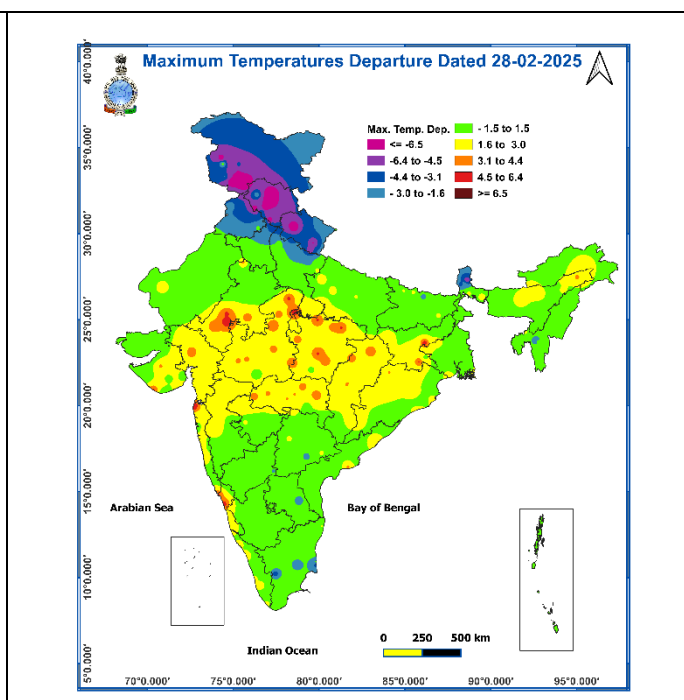 Maximum Temperatures Departure Dated 28-02-2025
Max. Temp. Dep.
<= -6.5
-6.4 to -4.5
-4.4 to -3.1
- 3.0 to -1.6
- 1.5 to 1.5
1.6 to 3.0
3.1 to 4.4
4.5 to 6.4
>= 6.5
40°0.000'
35°0.000'
30°0.000'
25°0.000'
20°0.000'
15°0.000'
10°0.000'
5°0.000'
Arabian Sea
Bay of Bengal
Indian Ocean
0 250 500 km
70°0.000' 75°0.000' 80°0.000' 85°0.000' 90°0.000' 95°0.000'